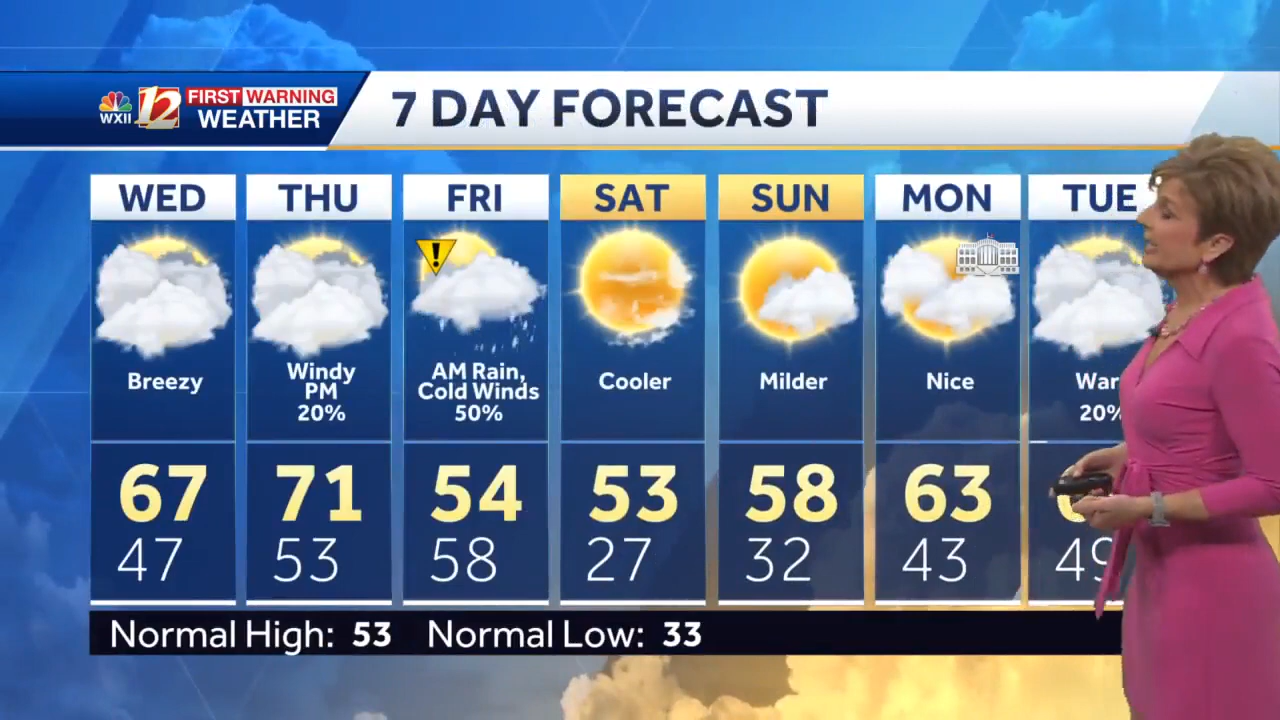 WXII 12 FIRST WARNING
WEATHER
7 DAY FORECAST
WED THU FRI SAT SUN MON TUE
!
Breezy
Windy
PM
20%
AM Rain,
Cold Winds
50%
Cooler
Milder
Nice
20%
67 71 54 53 58 63
47 53 58 27 32 43 49
Normal High: 53 Normal Low: 33